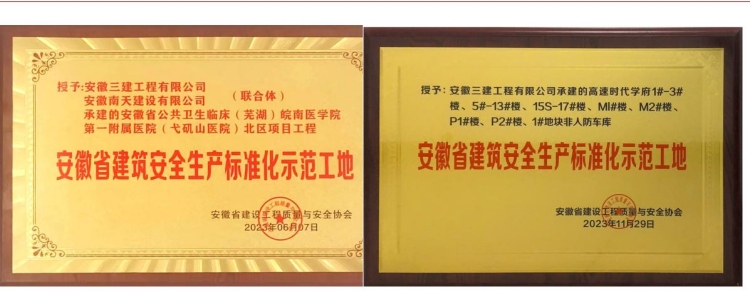 授予：安徽三建工程有限公司
安徽南天建设有限公司
（联合体）
承建的安徽省公共卫生临床（芜湖）皖南医学院
第一附属医院（弋矶山医院）北区项目工程
安徽省建筑安全生产标准化示范工地
安徽省建设工程质量与安全协会
2023年06月07日
授予：安徽三建工程有限公司承建的高速时代学府1#-3#
楼、5#-13#楼、15S-17#楼、MI#楼、M2#楼、
P1#楼、P2#楼、1#地块非人防车库
安徽省建筑安全生产标准化示范工地
安徽省建设工程质量与安全协会
2023年11月29日